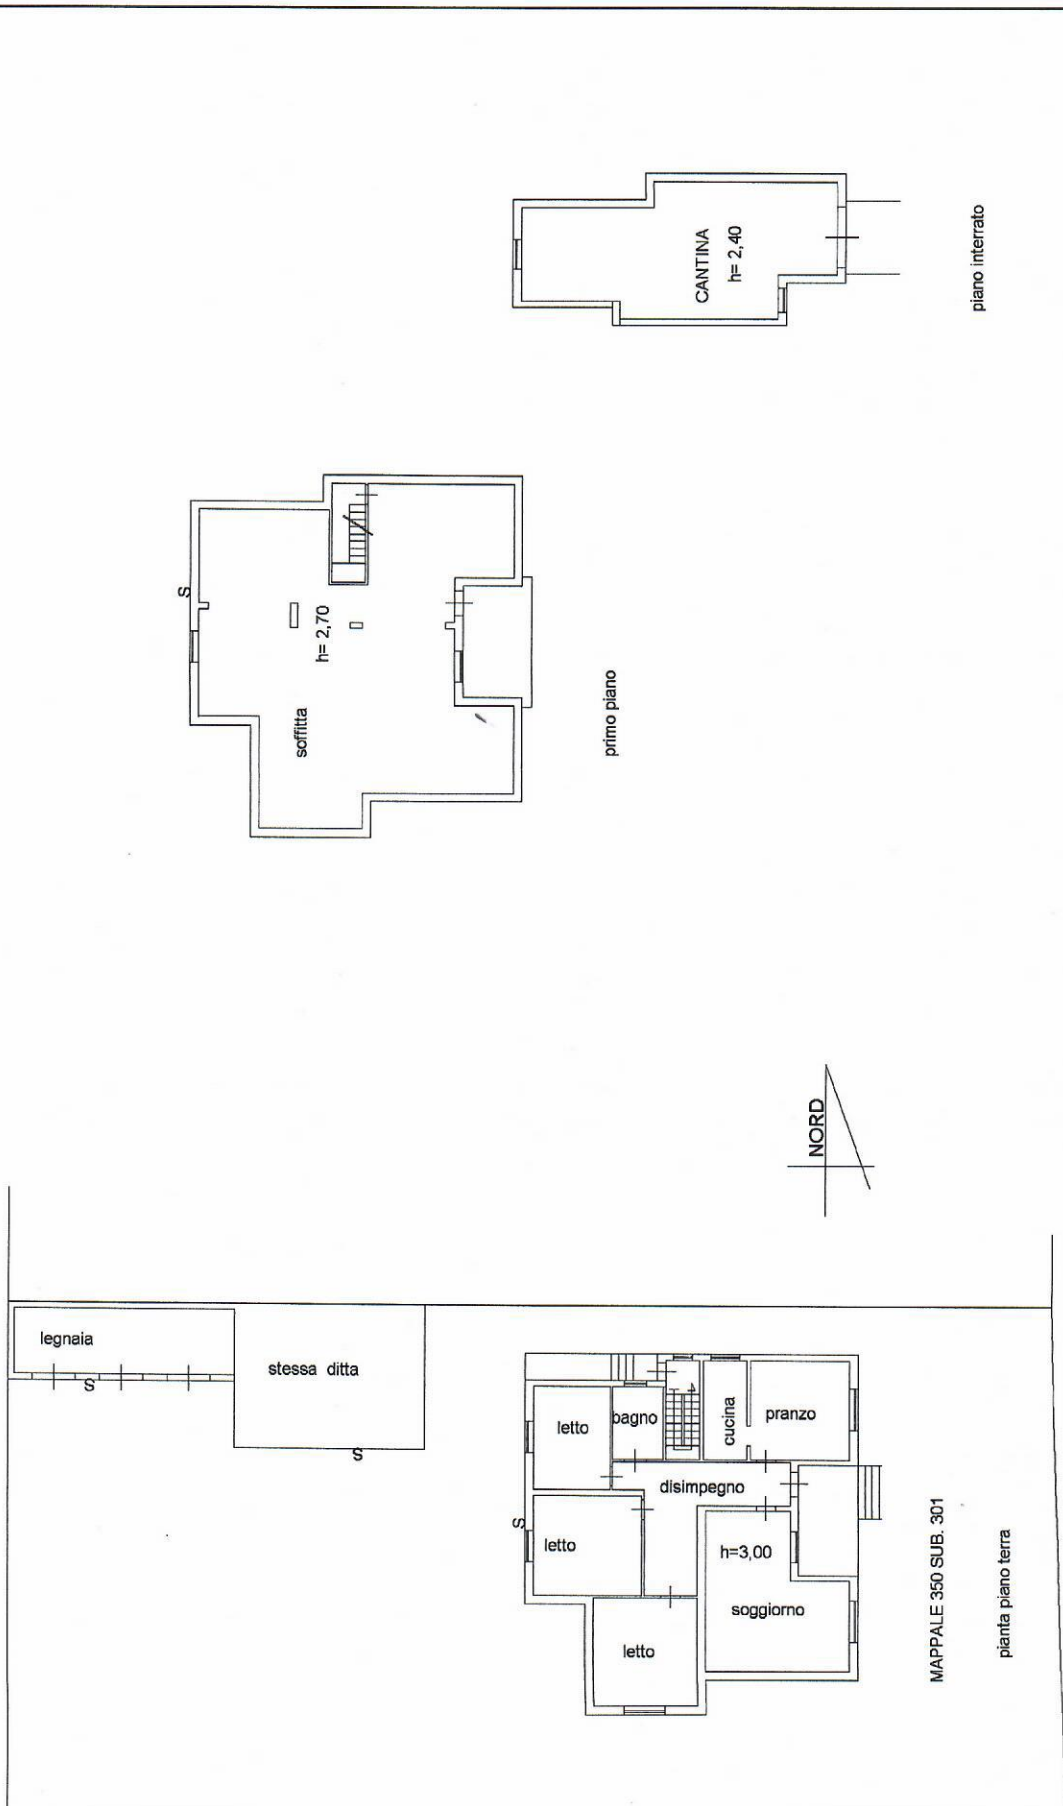 CANTINA
h= 2,40
piano interrato
S
h= 2,70
soffitta
primo piano
NORD
legnaia
S
stessa ditta
S
letto
bagno
cucina
pranzo
disimpegno
S
letto
h=3,00
soggiorno
letto
MAPPALE 350 SUB. 301
pianta piano terra